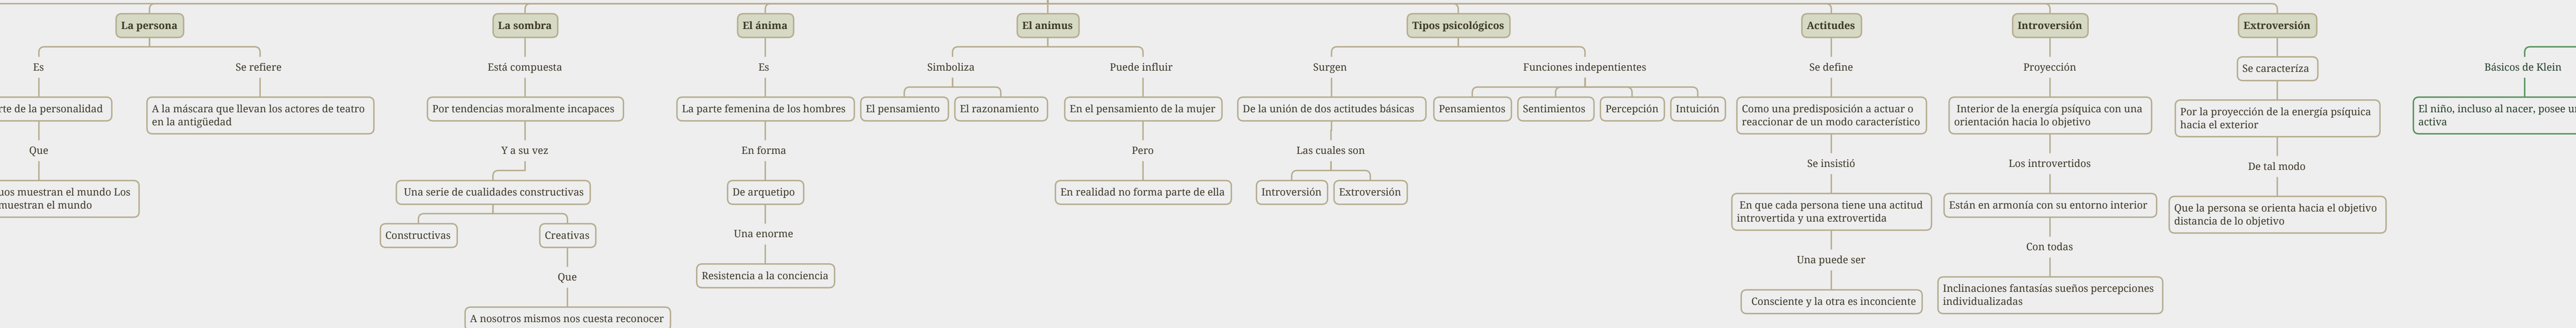 La persona
Es
rte de la personalidad
Que
uos muestran el mundo Los
muestran el mundo
Se refiere
A la máscara que llevan los actores de teatro
en la antigüedad
La sombra
Está compuesta
Por tendencias moralmente incapaces
Y a su vez
Una serie de cualidades constructivas
Constructivas
Creativas
Que
A nosotros mismos nos cuesta reconocer
El ánima
Es
La parte femenina de los hombres
En forma
De arquetipo
Una enorme
Resistencia a la conciencia
El animus
Simboliza
El pensamiento
El razonamiento
Puede influir
En el pensamiento de la mujer
Pero
En realidad no forma parte de ella
Tipos psicológicos
Surgen
De la unión de dos actitudes básicas
Las cuales son
Introversión
Extroversión
Funciones indepentientes
Pensamientos
Sentimientos
Percepción
Intuición
Actitudes
Se define
Como una predisposición a actuar o
reaccionar de un modo característico
Se insistió
En que cada persona tiene una actitud
introvertida y una extrovertida
Una puede ser
Consciente y la otra es inconciente
Introversión
Proyección
Interior de la energía psíquica con una
orientación hacia lo objetivo
Los introvertidos
Están en armonía con su entorno interior
Con todas
Inclinaciones fantasías sueños percepciones
individualizadas
Extroversión
Se caracteríza
Por la proyección de la energía psíquica
hacia el exterior
De tal modo
Que la persona se orienta hacia el objetivo
distancia de lo objetivo
Básicos de Klein
El niño, incluso al nacer, posee
activa